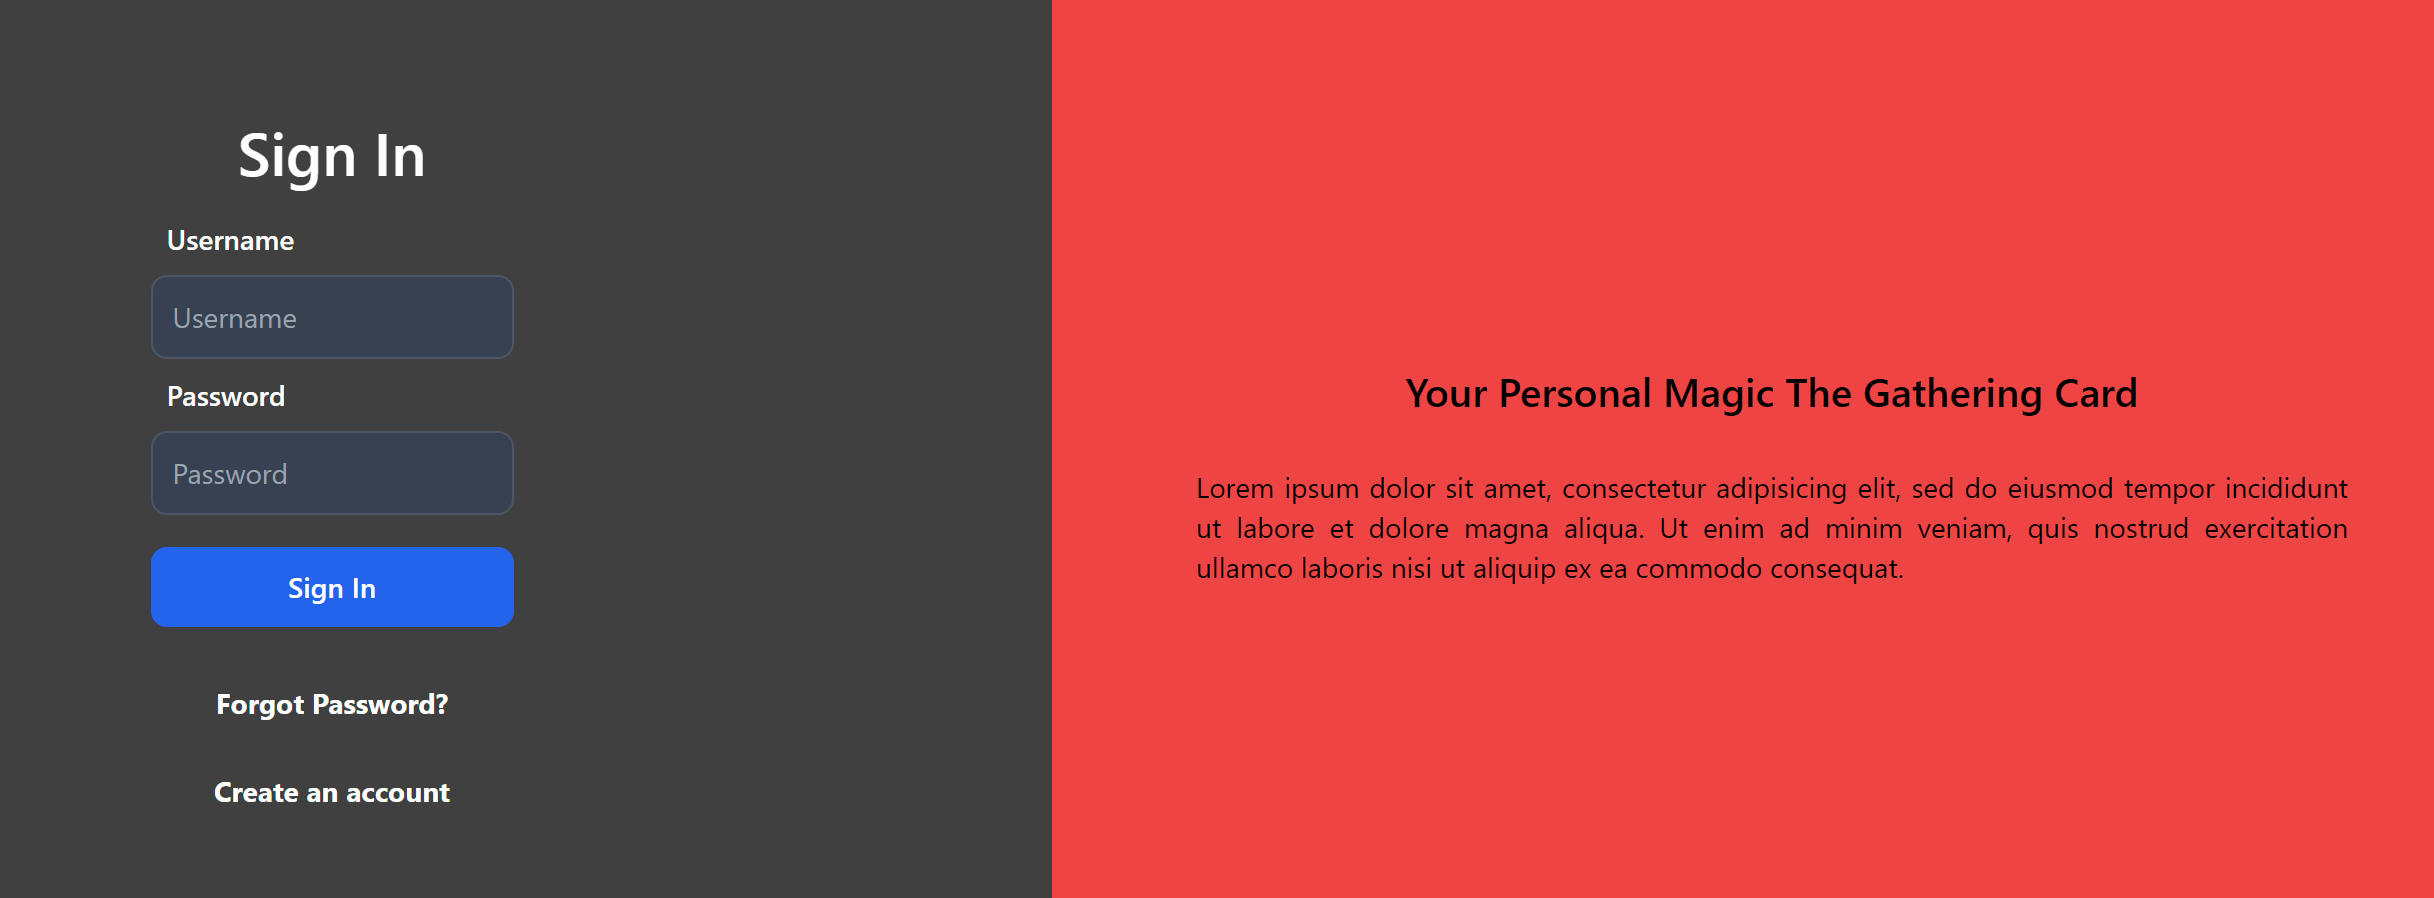 Sign In
Username
Username
Password
Password
Sign In
Forgot Password?
Create an account
Your Personal Magic The Gathering Card
Lorem ipsum dolor sit amet, consectetur adipisicing elit, sed do eiusmod tempor incididunt
ut labore et dolore magna aliqua. Ut enim ad minim veniam, quis nostrud exercitation
ullamco laboris nisi ut aliquip ex ea commodo consequat.